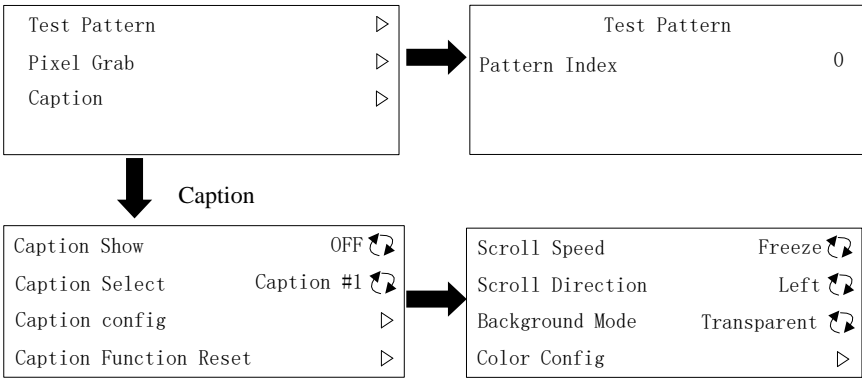 Test Pattern
Pixel Grab
Caption
Test Pattern
Pattern Index 0
Caption
Caption Show OFF
Caption Select Caption #1
Caption config
Caption Function Reset
Scroll Speed Freeze
Scroll Direction Left
Background Mode Transparent
Color Config